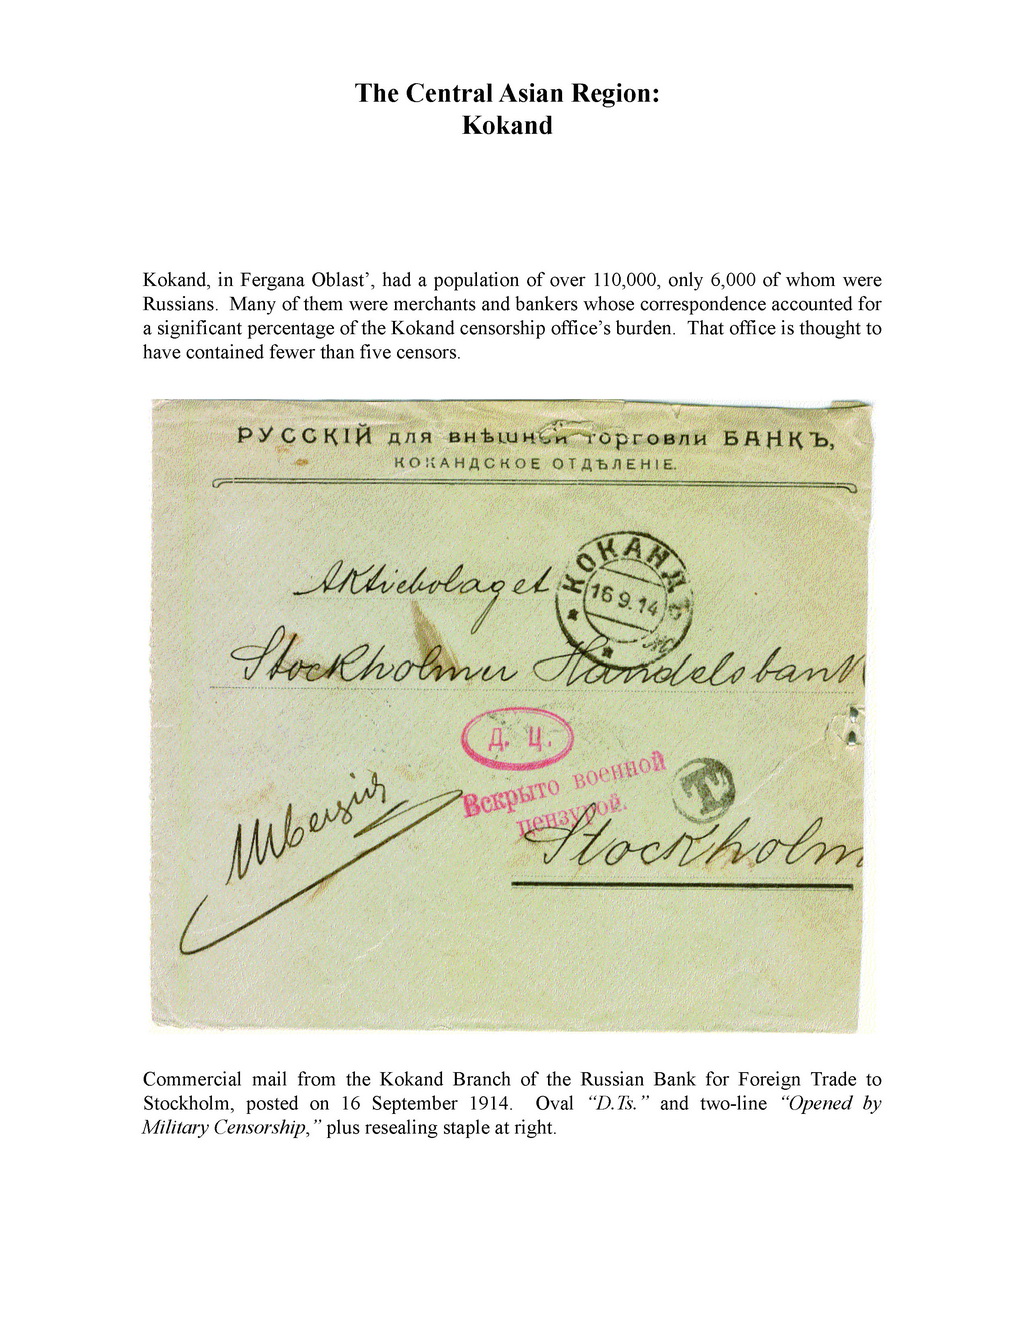 The Central Asian Region:
Kokand
Kokand, in Fergana Oblast’, had a population of over 110,000, only 6,000 of whom were
Russians. Many of them were merchants and bankers whose correspondence accounted for
a significant percentage of the Kokand censorship office’s burden. That office is thought to
have contained fewer than five censors.
РУССКІЙ для внѣшней торговли БАНКЪ,
КОКАНДСКОЕ ОТДѢЛЕНІЕ.
КОКАНДЪ
16 9.14
Aktiebolaget
Stockholmer Handelsbank
Д. Ц.
Вскрыто военной
цензурой.
T
Швеція
Stockholm
Commercial mail from the Kokand Branch of the Russian Bank for Foreign Trade to
Stockholm, posted on 16 September 1914. Oval “D.Ts.” and two-line “Opened by
Military Censorship,” plus resealing staple at right.